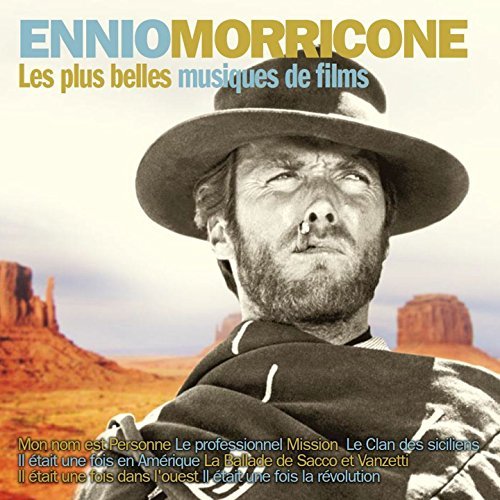 ENNIOMORRICONE
Les plus belles musiques de films
Mon nom est Personne Le professionnel Mission Le Clan des siciliens
Il était une fois en Amérique La Ballade de Sacco et Vanzetti
Il était une fois dans l'ouest Il était une fois la révolution